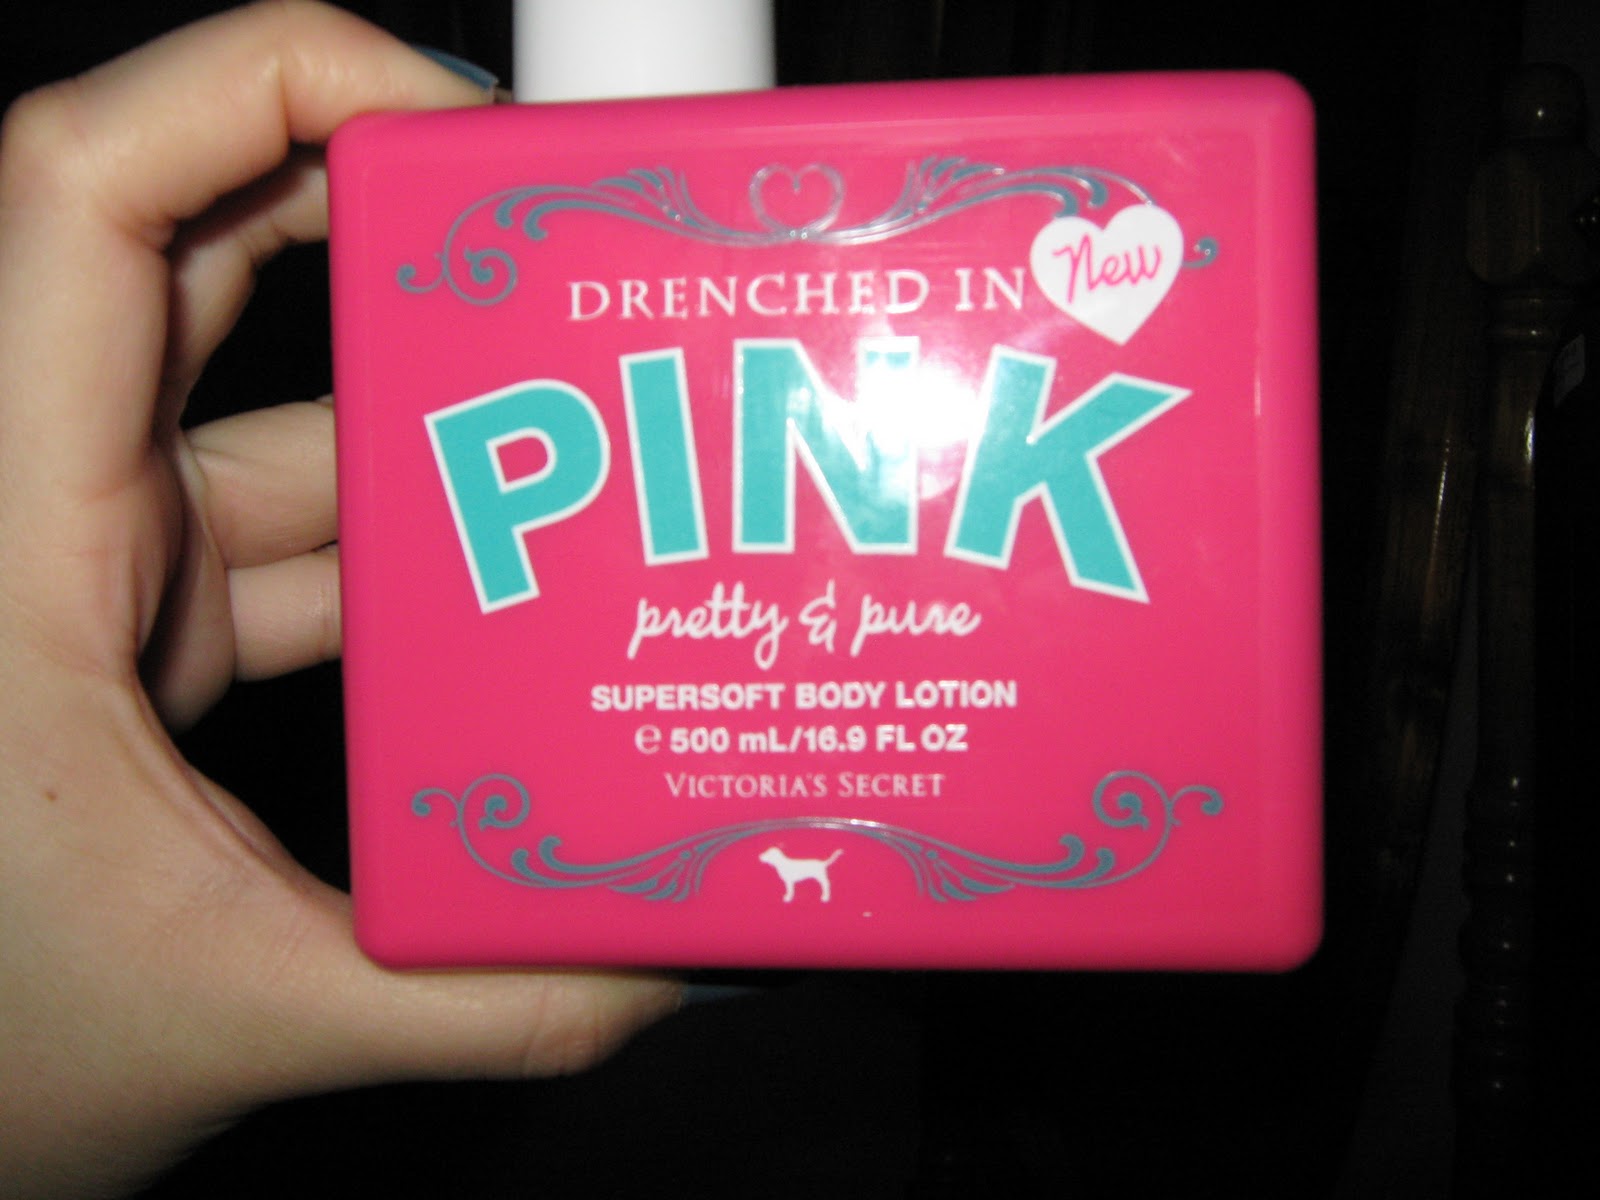 DRENCHED IN
New
PINK
pretty & pure
SUPERSOFT BODY LOTION
℮ 500 mL/16.9 FL OZ
VICTORIA'S SECRET